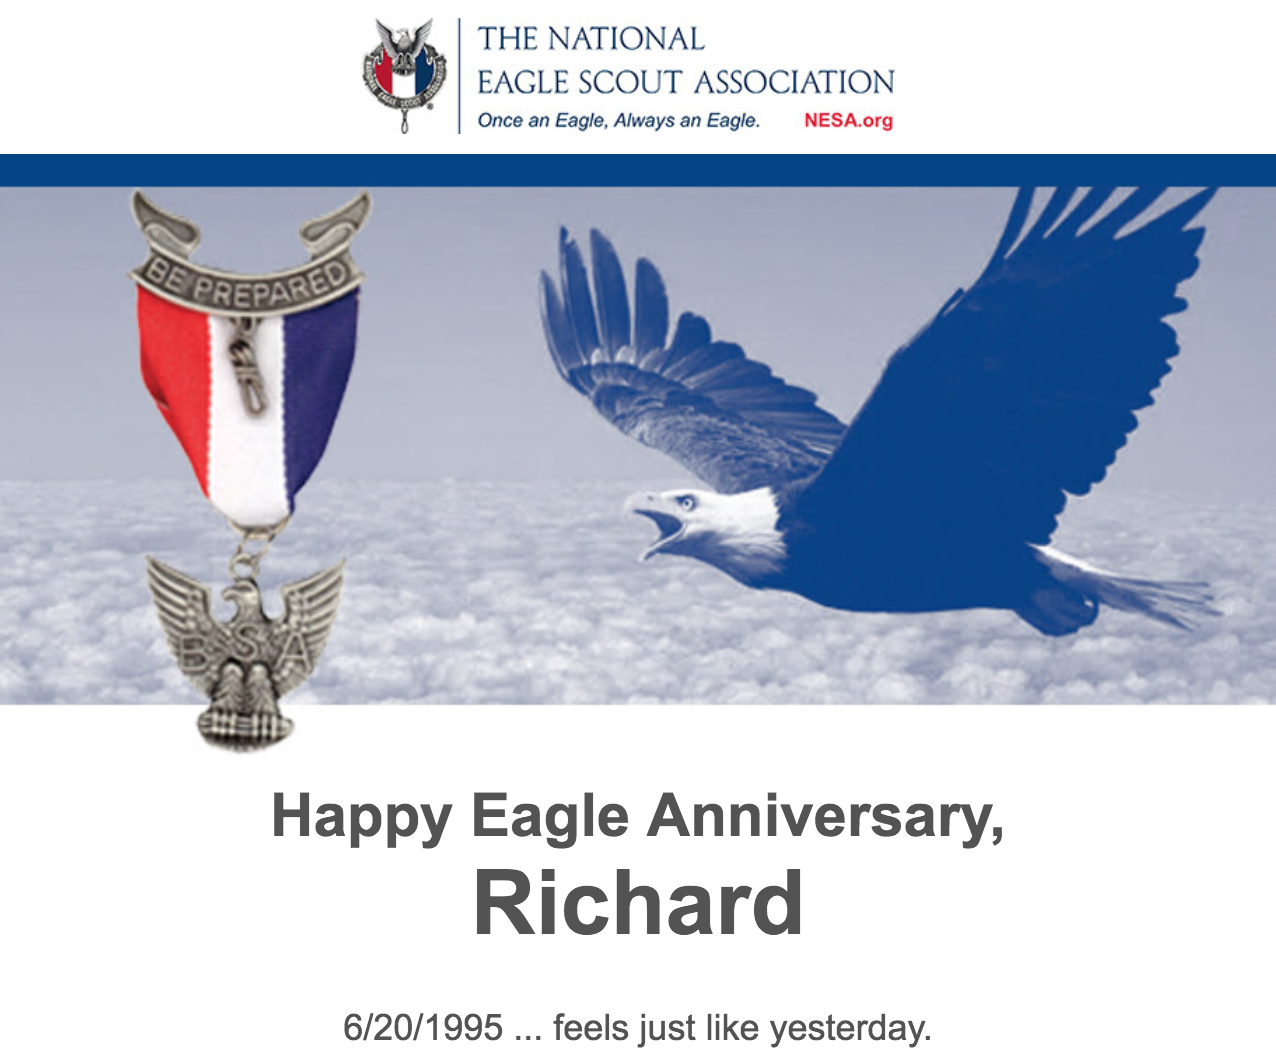 THE NATIONAL
EAGLE SCOUT ASSOCIATION
Once an Eagle, Always an Eagle. NESA.org
BE PREPARED
BSA
Happy Eagle Anniversary,
Richard
6/20/1995 ... feels just like yesterday.